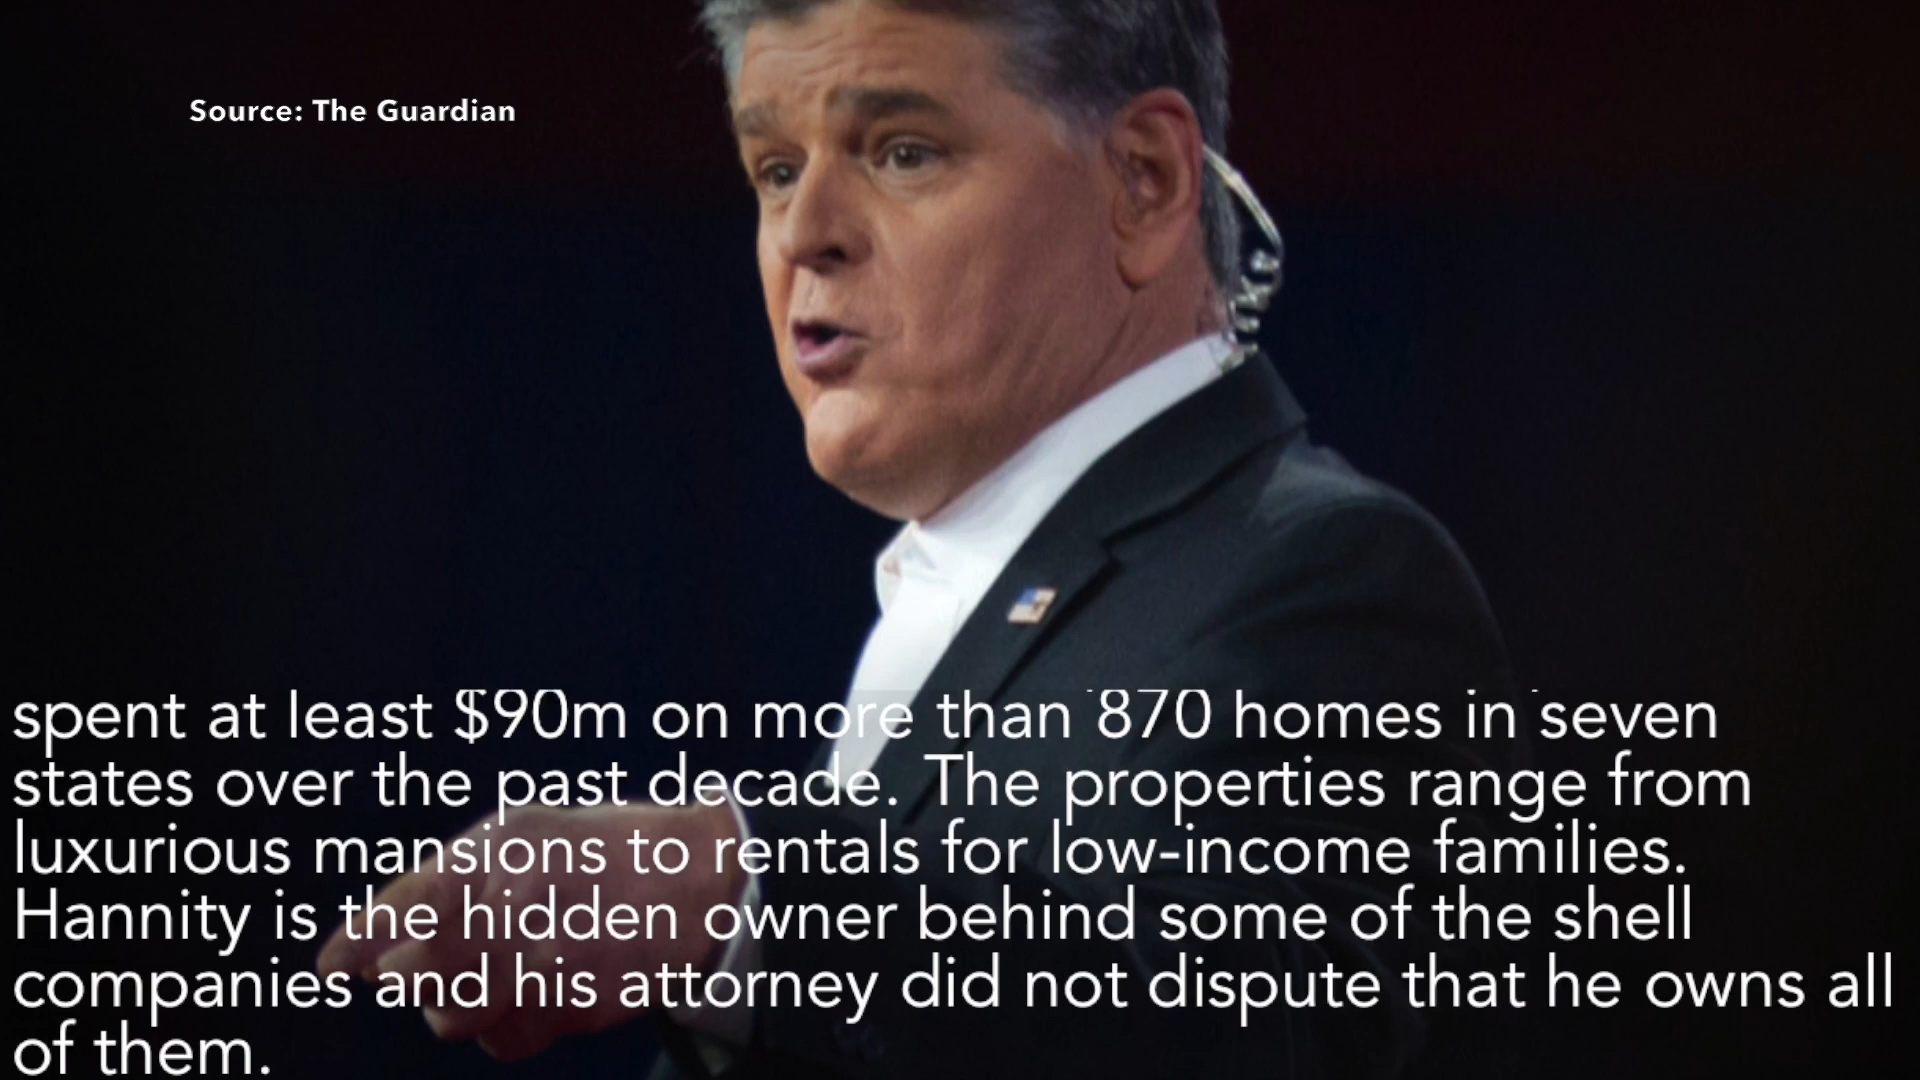 Source: The Guardian
spent at least $90m on more than 870 homes in seven
states over the past decade. The properties range from
luxurious mansions to rentals for low-income families.
Hannity is the hidden owner behind some of the shell
companies and his attorney did not dispute that he owns all
of them.